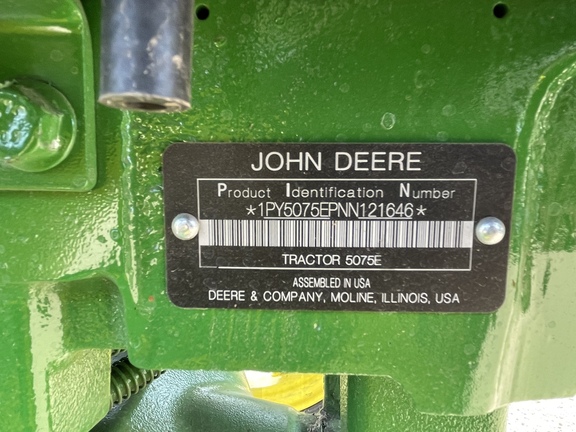 JOHN DEERE
Product Identification Number
*1PY5075EPNN121646*
TRACTOR 5075E
ASSEMBLED IN USA
DEERE & COMPANY, MOLINE, ILLINOIS, USA